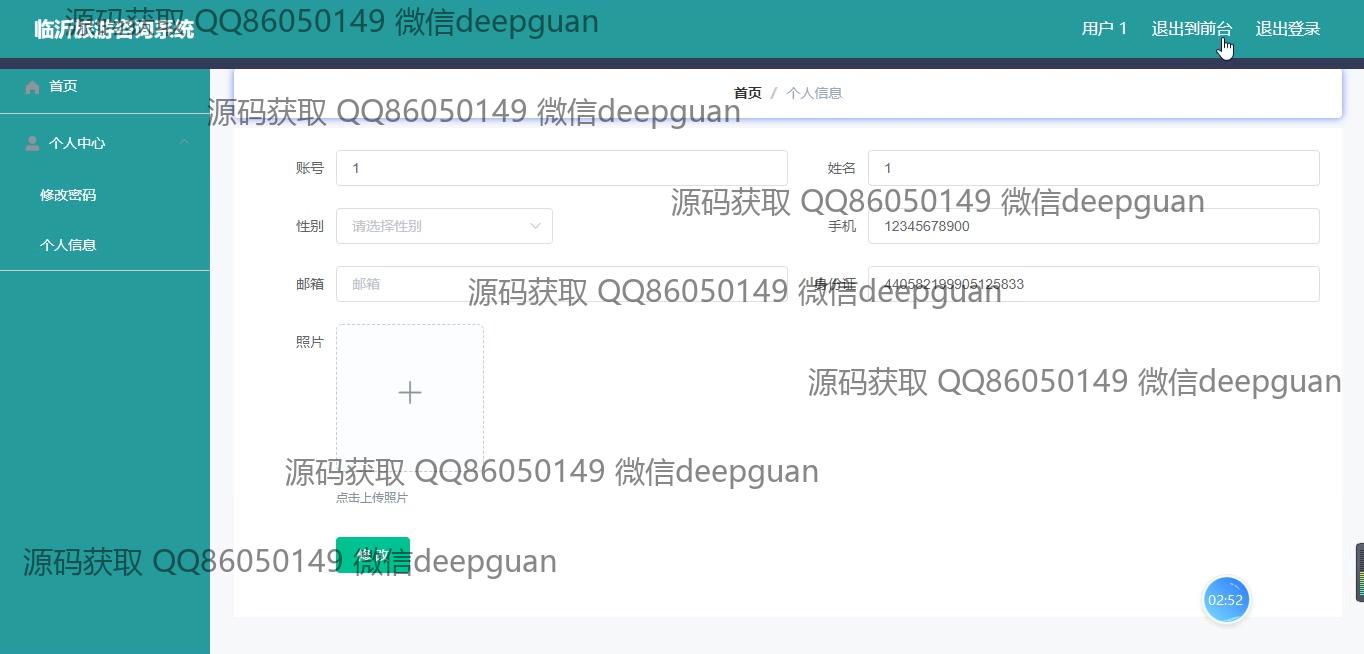 临沂旅游咨询系统
源码获取 QQ86050149 微信deepguan
用户 1 退出到前台 退出登录
首页
首页 / 个人信息
源码获取 QQ86050149 微信deepguan
个人中心
账号 1 姓名 1
修改密码
源码获取 QQ86050149 微信deepguan
性别 请选择性别 手机 12345678900
个人信息
邮箱 邮箱 身份证 440582199905125833
源码获取 QQ86050149 微信deepguan
照片
源码获取 QQ86050149 微信deepguan
源码获取 QQ86050149 微信deepguan
点击上传照片
修改
源码获取 QQ86050149 微信deepguan
02:52